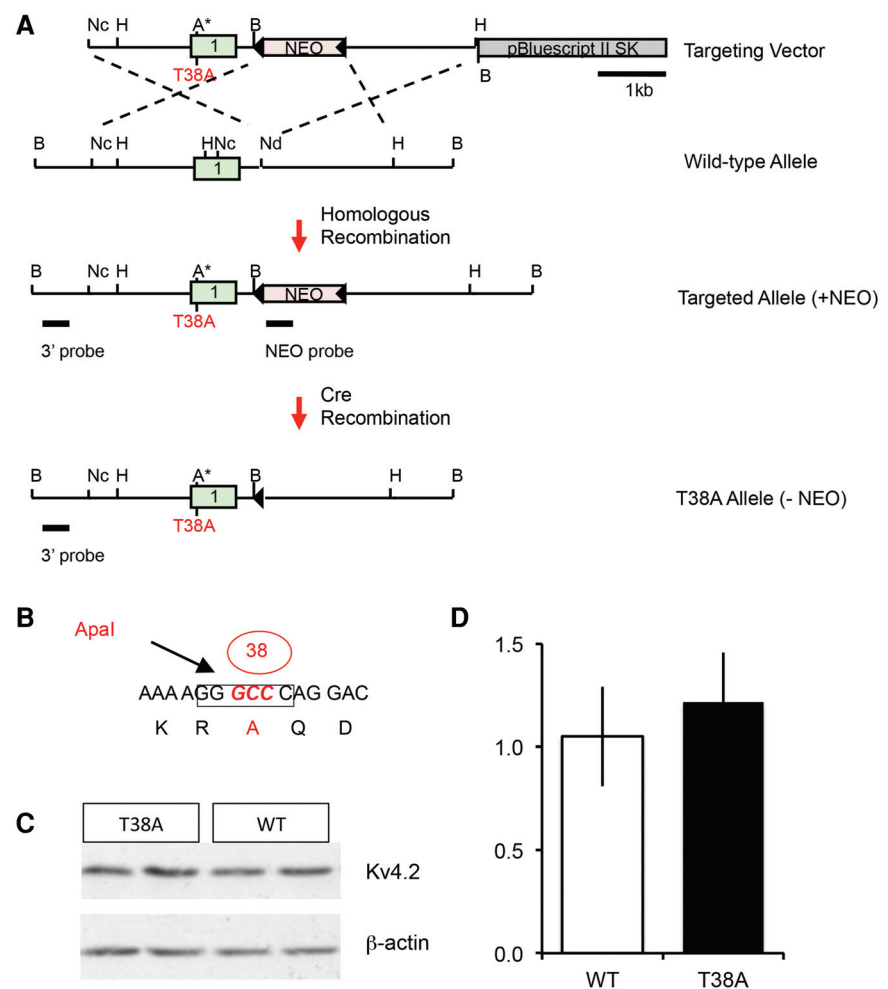 A
Nc H A* B H
1 NEO pBluescript II SK
Targeting Vector
T38A
B
1kb
B Nc H HNc Nd H B
1
Wild-type Allele
Homologous
Recombination
B Nc H A* B H B
1 NEO
Targeted Allele (+NEO)
T38A
3' probe NEO probe
Cre
Recombination
B Nc H A* B H B
1
T38A Allele (- NEO)
T38A
3' probe
B
ApaI
38
AAA AGG GCC CAG GAC
K R A Q D
C
T38A WT
Kv4.2
β-actin
D
1.5
1.0
0.5
0.0
WT T38A